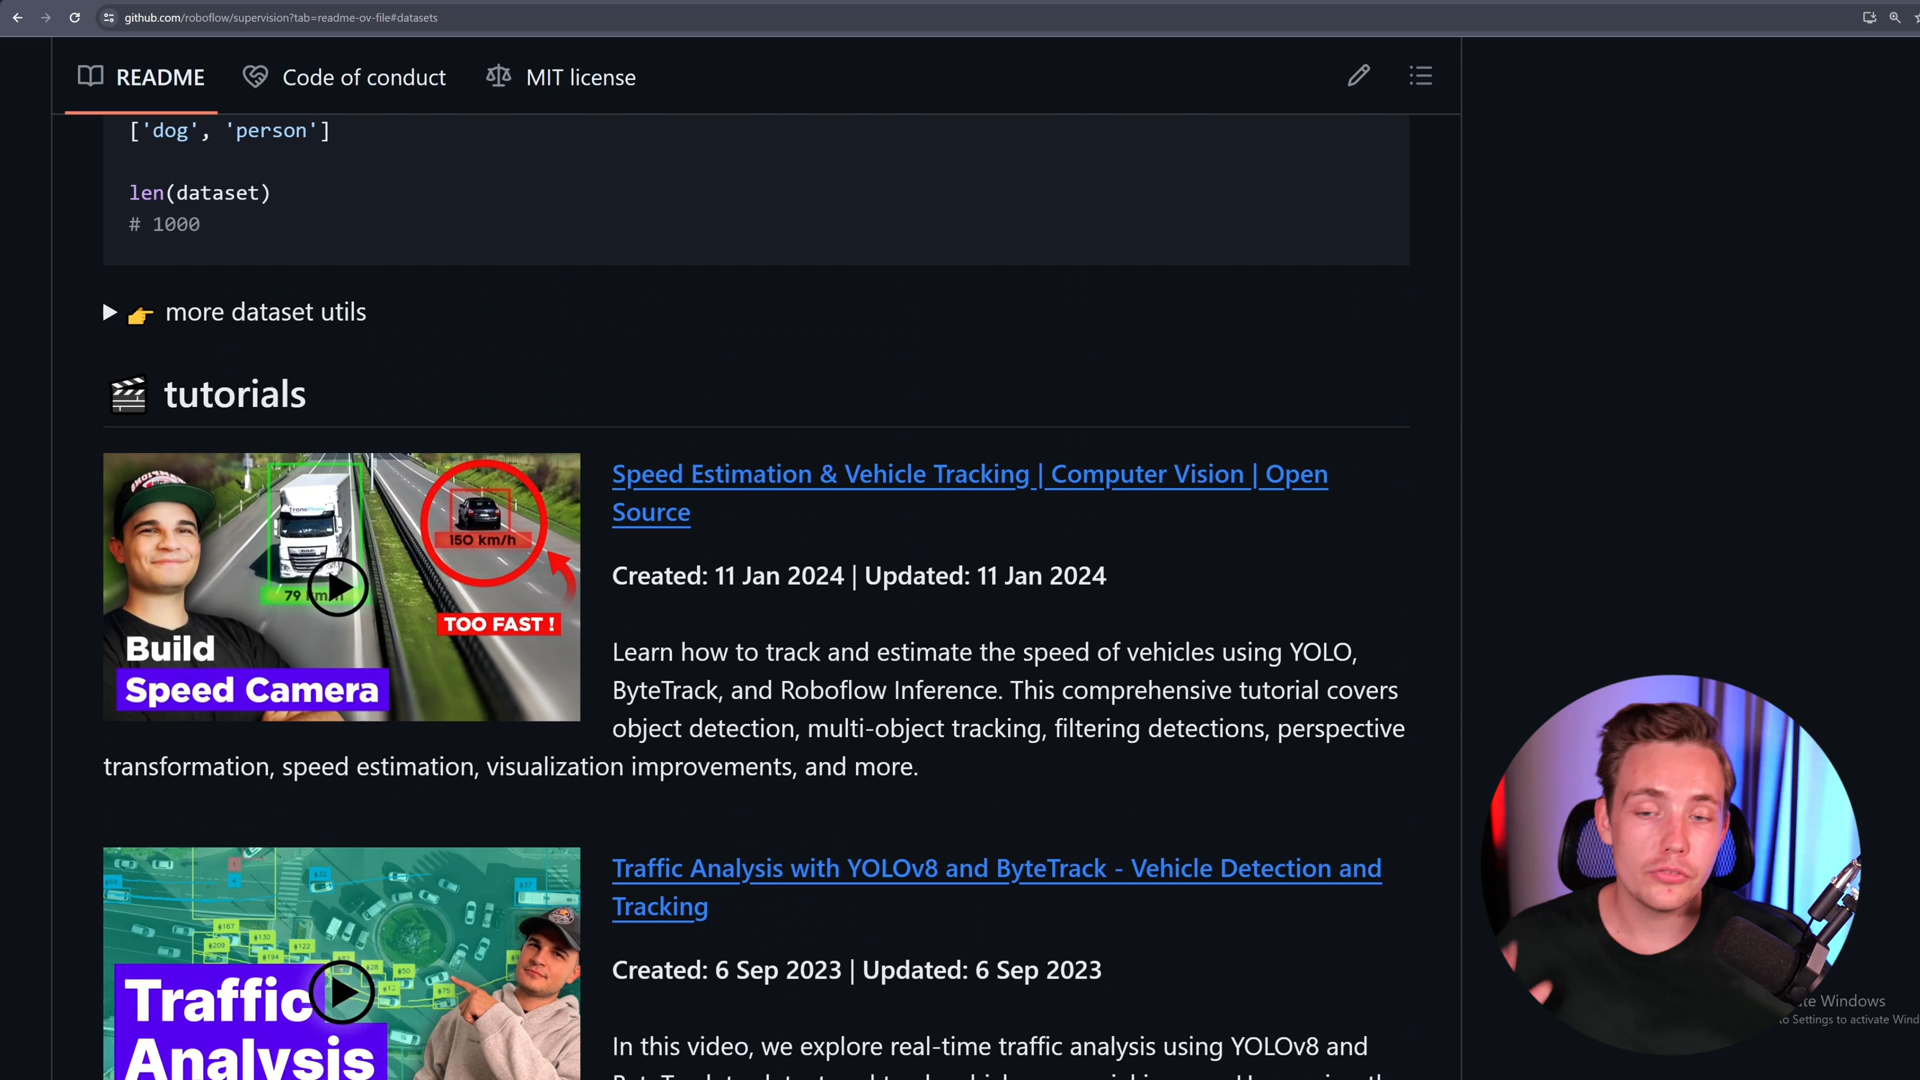 github.com/roboflow/supervision?tab=readme-ov-file#datasets
README
Code of conduct
MIT license
['dog', 'person']
len(dataset)
# 1000
more dataset utils
tutorials
150 km/h
79
TOO FAST !
Build
Speed Camera
Speed Estimation & Vehicle Tracking | Computer Vision | Open
Source
Created: 11 Jan 2024 | Updated: 11 Jan 2024
Learn how to track and estimate the speed of vehicles using YOLO,
ByteTrack, and Roboflow Inference. This comprehensive tutorial covers
object detection, multi-object tracking, filtering detections, perspective
transformation, speed estimation, visualization improvements, and more.
Traffic
Analysis
Traffic Analysis with YOLOv8 and ByteTrack - Vehicle Detection and
Tracking
Created: 6 Sep 2023 | Updated: 6 Sep 2023
In this video, we explore real-time traffic analysis using YOLOv8 and
Windows
Settings to activate